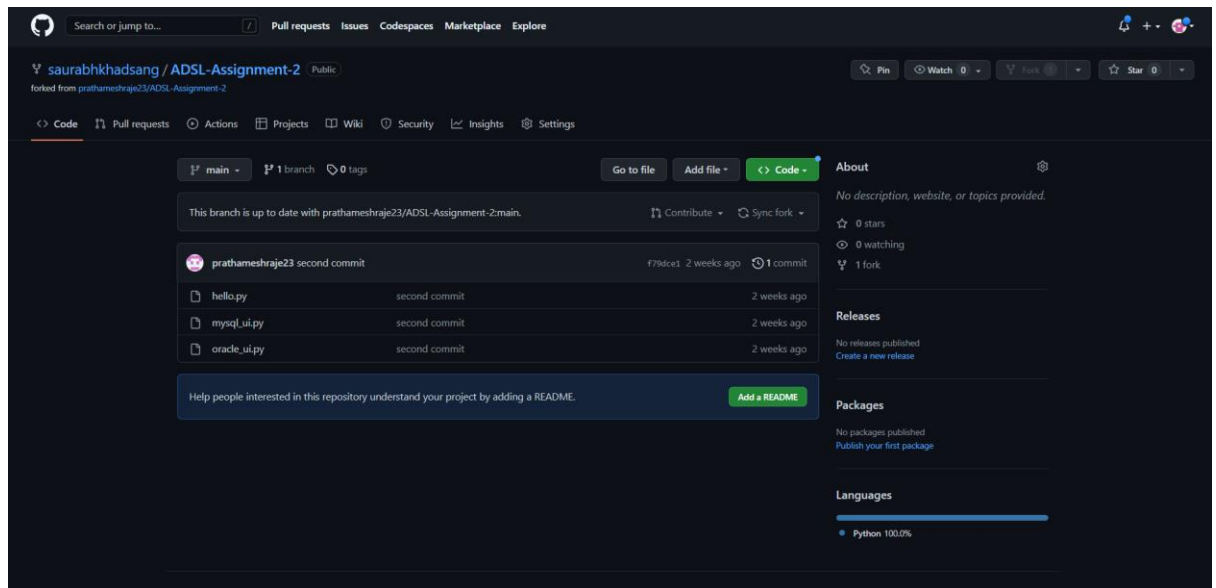 Search or jump to... / Pull requests Issues Codespaces Marketplace Explore
saurabhkhadsang / ADSL-Assignment-2 Public
forked from prathameshraje23/ADSL-Assignment-2
Pin Watch 0 Fork 1 Star 0
<> Code Pull requests Actions Projects Wiki Security Insights Settings
main 1 branch 0 tags Go to file Add file <> Code
This branch is up to date with prathameshraje23/ADSL-Assignment-2:main. Contribute Sync fork
prathameshraje23 second commit f79dce1 2 weeks ago 1 commit
hello.py second commit 2 weeks ago
mysql_ui.py second commit 2 weeks ago
oracle_ui.py second commit 2 weeks ago
Help people interested in this repository understand your project by adding a README. Add a README
About
No description, website, or topics provided.
0 stars
0 watching
1 fork
Releases
No releases published
Create a new release
Packages
No packages published
Publish your first package
Languages
Python 100.0%